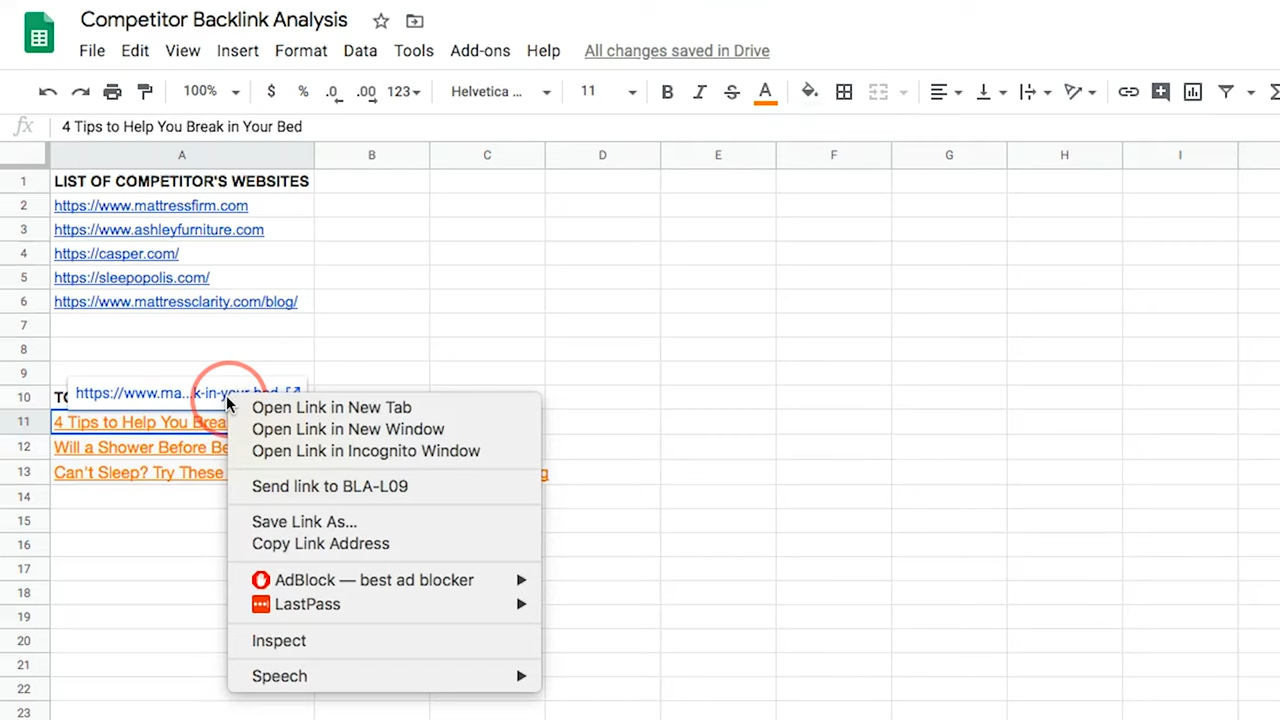 Competitor Backlink Analysis
File Edit View Insert Format Data Tools Add-ons Help All changes saved in Drive
100% $ % .0 .00 123 Helvetica ... 11 B I S A
fx 4 Tips to Help You Break in Your Bed
A B C D E F G H I
1 LIST OF COMPETITOR'S WEBSITES
2 https://www.mattressfirm.com
3 https://www.ashleyfurniture.com
4 https://casper.com/
5 https://sleepopolis.com/
6 https://www.mattressclarity.com/blog/
7
8
9
https://www.ma...k-in-your-bed
10
11 4 Tips to Help You Brea
12 Will a Shower Before Be
13 Can't Sleep? Try These g
14
15
16
17
18
19
20
21
22
23
Open Link in New Tab
Open Link in New Window
Open Link in Incognito Window
Send link to BLA-L09
Save Link As...
Copy Link Address
AdBlock — best ad blocker
LastPass
Inspect
Speech